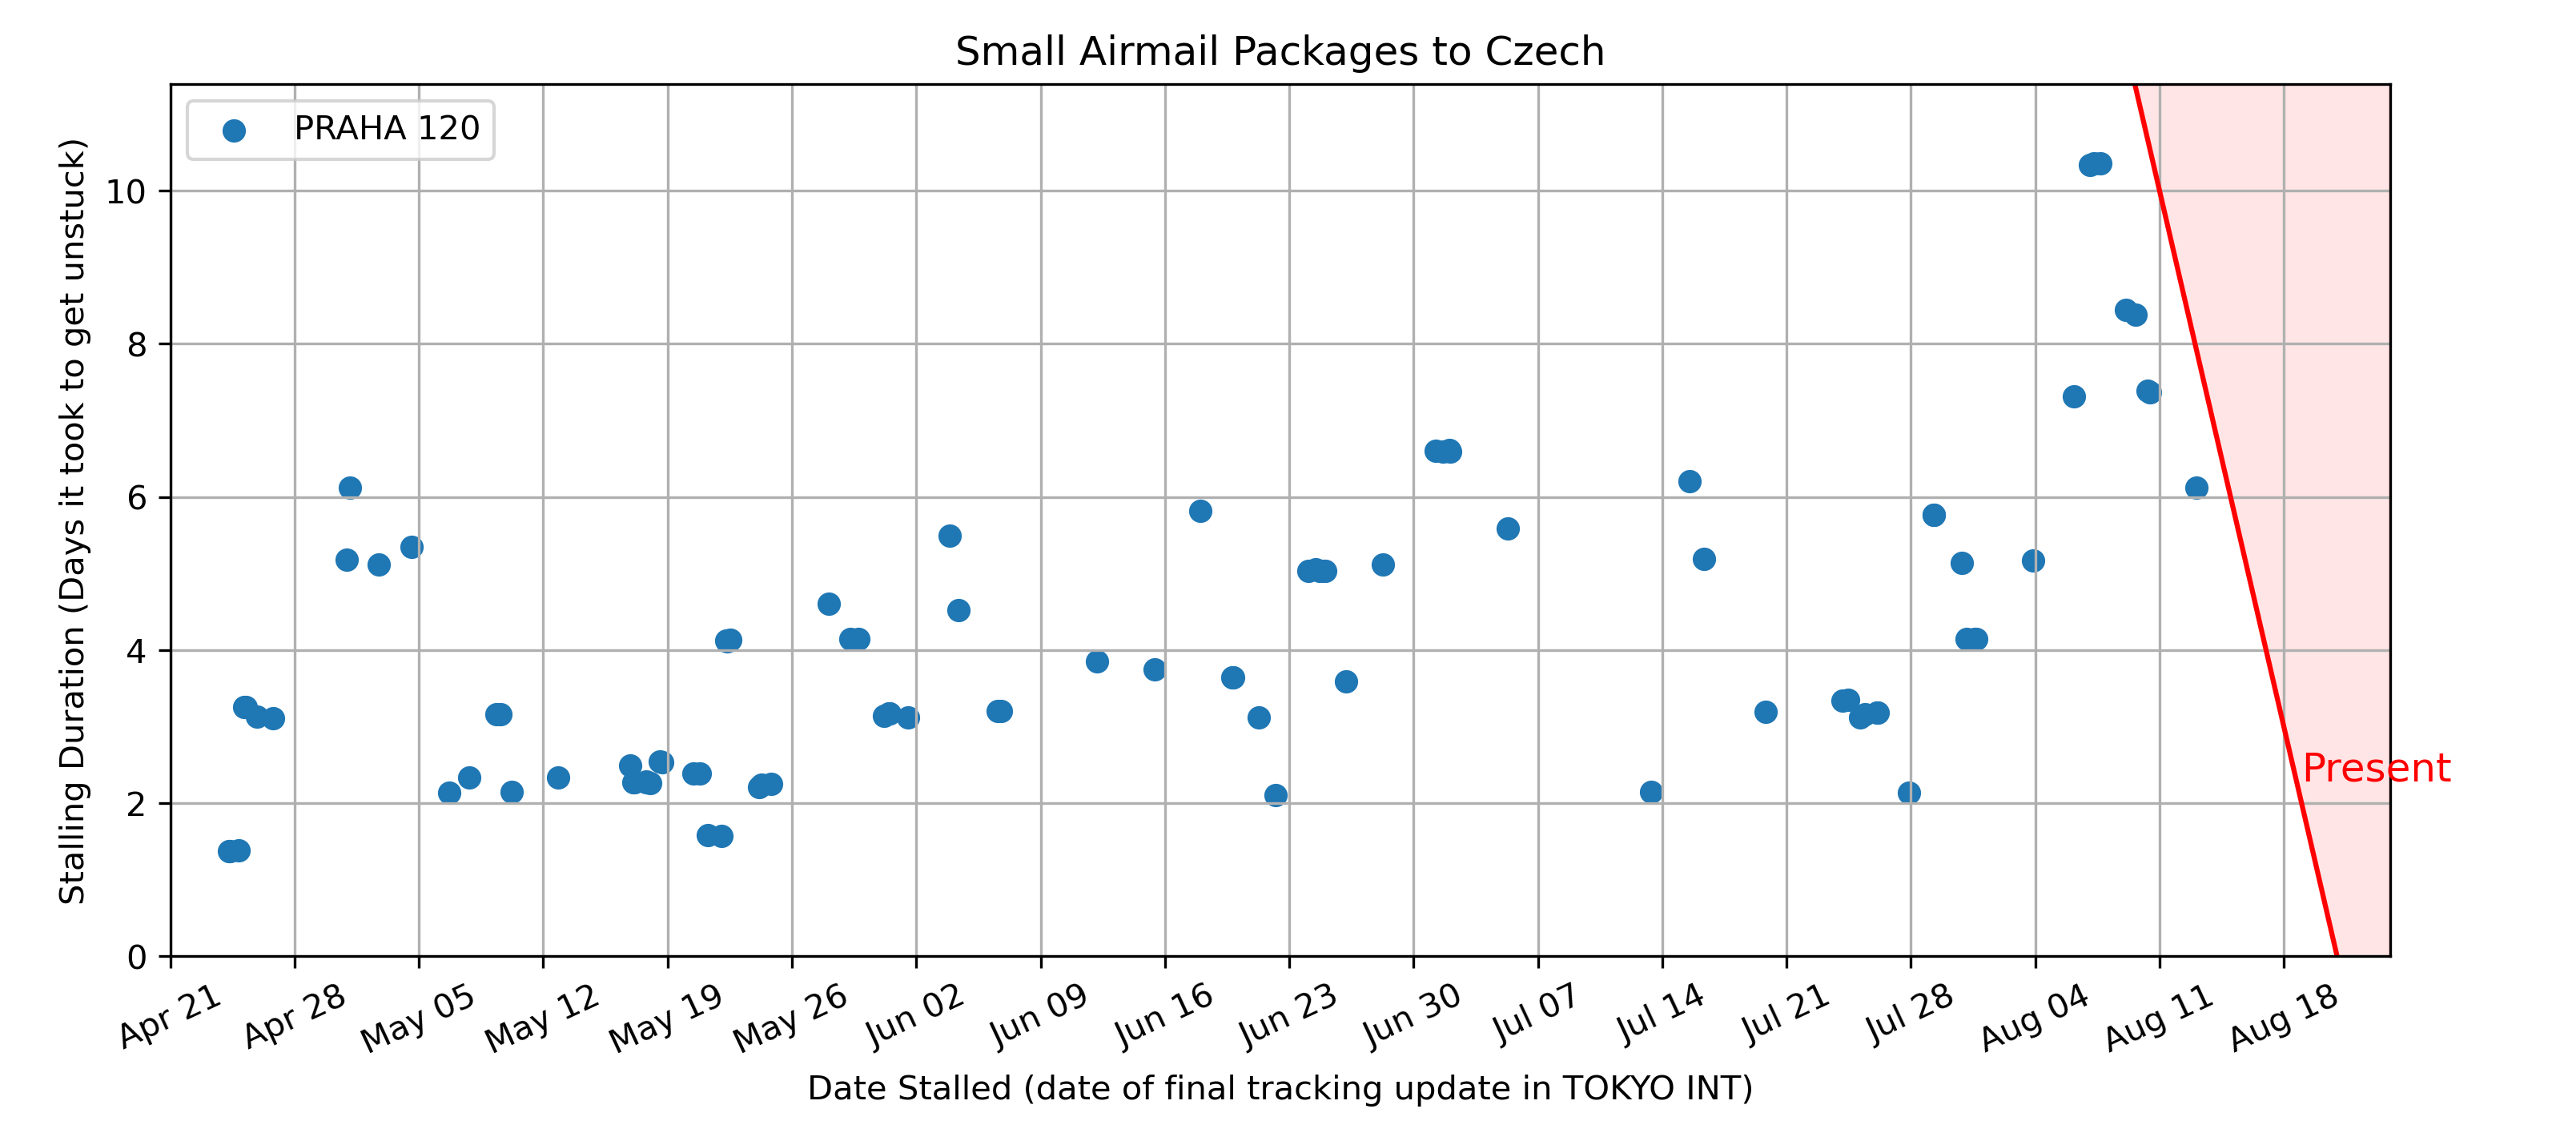 Small Airmail Packages to Czech
PRAHA 120
Stalling Duration (Days it took to get unstuck)
10
8
6
4
2
0
Present
Apr 21
Apr 28
May 05
May 12
May 19
May 26
Jun 02
Jun 09
Jun 16
Jun 23
Jun 30
Jul 07
Jul 14
Jul 21
Jul 28
Aug 04
Aug 11
Aug 18
Date Stalled (date of final tracking update in TOKYO INT)